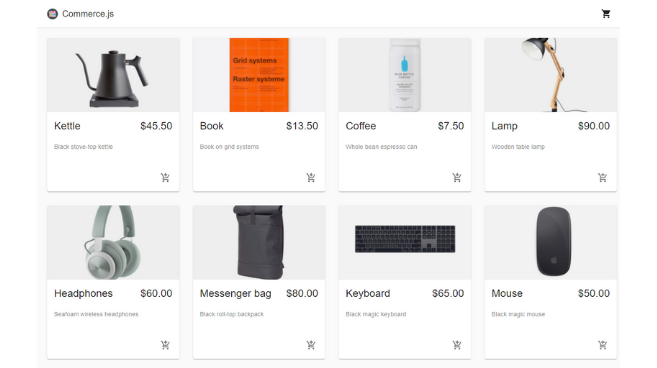 Commerce.js
Grid systems
Raster systeme
Kettle $45.50
Black stove-top kettle
Book $13.50
Book on grid systems
Coffee $7.50
Whole bean espresso can
Lamp $90.00
Wooden table lamp
Headphones $60.00
Seafoam wireless headphones
Messenger bag $80.00
Black roll-top backpack
Keyboard $65.00
Black magic keyboard
Mouse $50.00
Black magic mouse